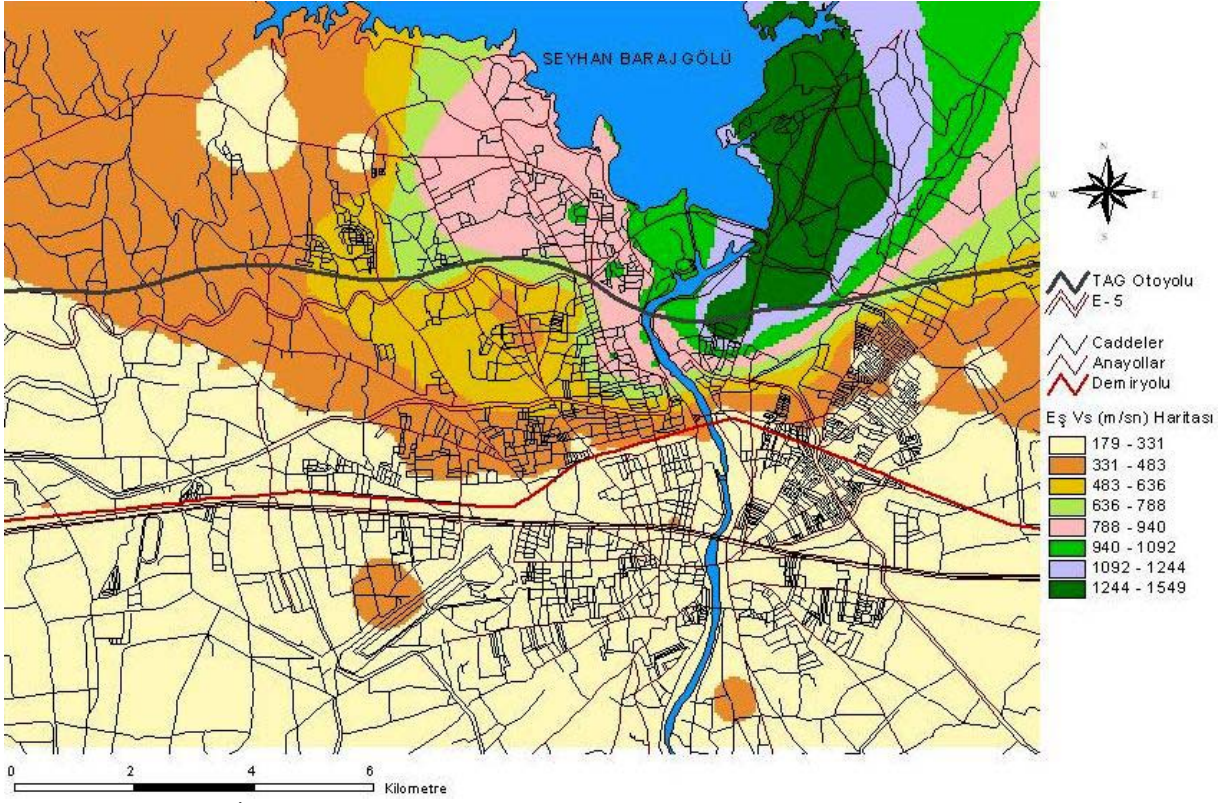 SEYHAN BARAJ GÖLÜ
N
W E
S
TAG Otoyolu
E-5
Caddeler
Anayollar
Demiryolu
Eş Vs (m/sn) Haritası
179 - 331
331 - 483
483 - 636
636 - 788
788 - 940
940 - 1092
1092 - 1244
1244 - 1549
0 2 4 6
Kilometre